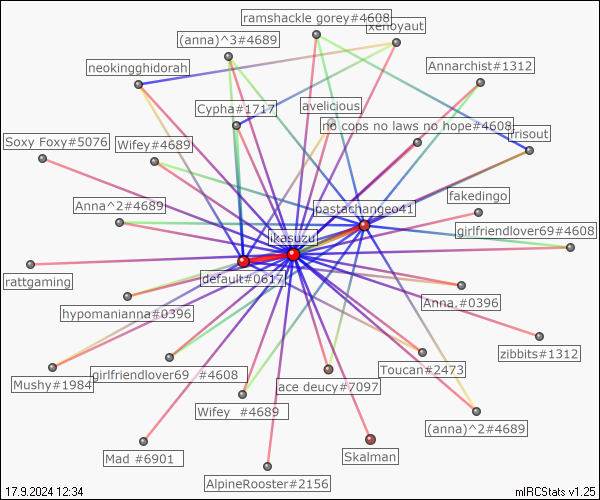 ramshackle gorey#4608
xenoyaut
(anna)^3#4689
neokingghidorah
Annarchist#1312
Cypha#1717
avelicious
no cops no laws no hope#4608
frisout
Soxy Foxy#5076
Wifey#4689
fakedingo
Anna^2#4689
pastachangeo41
girlfriendlover69#4608
ikasuzu
rattgaming
default#0617
Anna.#0396
hypomanianna#0396
zibbits#1312
Toucan#2473
Mushy#1984
girlfriendlover69 #4608
ace deucy#7097
Wifey #4689
(anna)^2#4689
Mad #6901
Skalman
AlpineRooster#2156
17.9.2024 12:34
mIRCStats v1.25